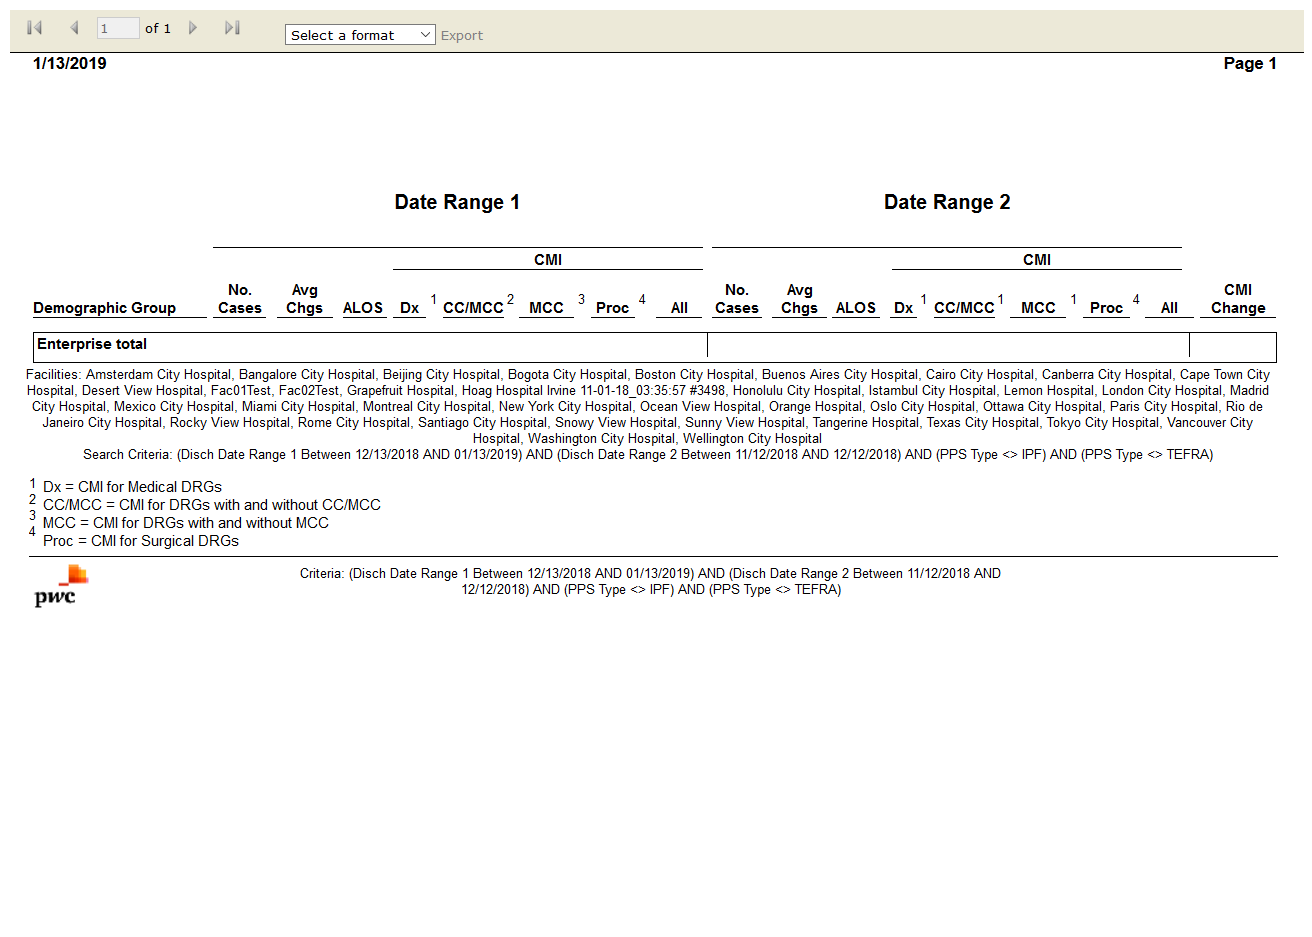 1 of 1 Select a format Export
1/13/2019 Page 1
Date Range 1 Date Range 2
CMI CMI
No. Avg No. Avg CMI
Demographic Group Cases Chgs ALOS Dx 1 CC/MCC 2 MCC 3 Proc 4 All Cases Chgs ALOS Dx 1 CC/MCC 1 MCC 1 Proc 4 All Change
Enterprise total
Facilities: Amsterdam City Hospital, Bangalore City Hospital, Beijing City Hospital, Bogota City Hospital, Boston City Hospital, Buenos Aires City Hospital, Cairo City Hospital, Canberra City Hospital, Cape Town City
Hospital, Desert View Hospital, Fac01Test, Fac02Test, Grapefruit Hospital, Hoag Hospital Irvine 11-01-18_03:35:57 #3498, Honolulu City Hospital, Istambul City Hospital, Lemon Hospital, London City Hospital, Madrid
City Hospital, Mexico City Hospital, Miami City Hospital, Montreal City Hospital, New York City Hospital, Ocean View Hospital, Orange Hospital, Oslo City Hospital, Ottawa City Hospital, Paris City Hospital, Rio de
Janeiro City Hospital, Rocky View Hospital, Rome City Hospital, Santiago City Hospital, Snowy View Hospital, Sunny View Hospital, Tangerine Hospital, Texas City Hospital, Tokyo City Hospital, Vancouver City
Hospital, Washington City Hospital, Wellington City Hospital
Search Criteria: (Disch Date Range 1 Between 12/13/2018 AND 01/13/2019) AND (Disch Date Range 2 Between 11/12/2018 AND 12/12/2018) AND (PPS Type <> IPF) AND (PPS Type <> TEFRA)
1 Dx = CMI for Medical DRGs
2 CC/MCC = CMI for DRGs with and without CC/MCC
3 MCC = CMI for DRGs with and without MCC
4 Proc = CMI for Surgical DRGs
pwc
Criteria: (Disch Date Range 1 Between 12/13/2018 AND 01/13/2019) AND (Disch Date Range 2 Between 11/12/2018 AND
12/12/2018) AND (PPS Type <> IPF) AND (PPS Type <> TEFRA)